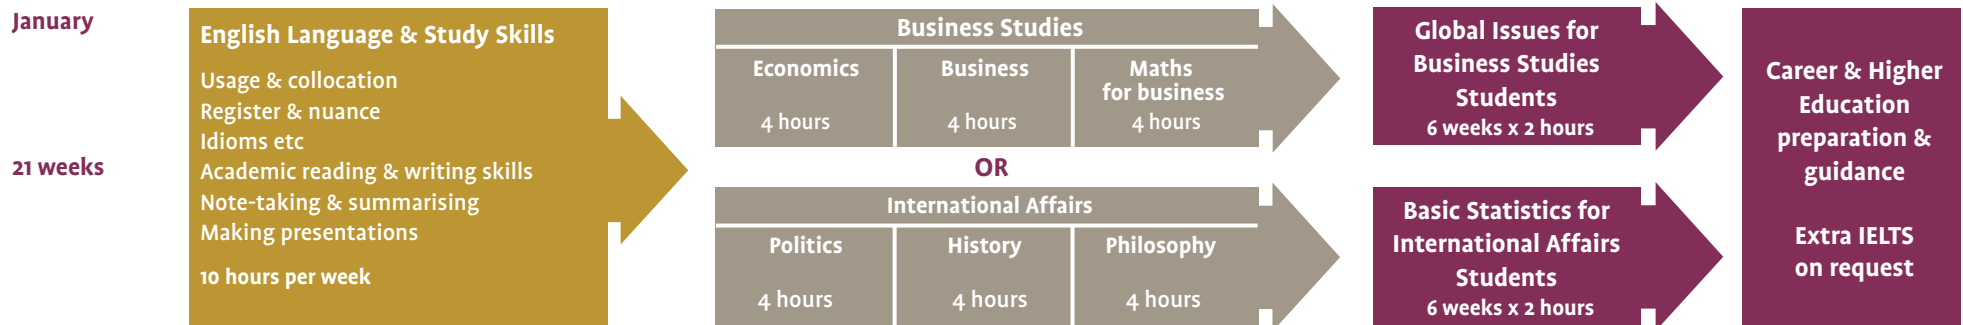 January
21 weeks
English Language & Study Skills
Usage & collocation
Register & nuance
Idioms etc
Academic reading & writing skills
Note-taking & summarising
Making presentations
10 hours per week
Business Studies
Economics
4 hours
Business
4 hours
Maths
for business
4 hours
OR
International Affairs
Politics
4 hours
History
4 hours
Philosophy
4 hours
Global Issues for
Business Studies
Students
6 weeks x 2 hours
Basic Statistics for
International Affairs
Students
6 weeks x 2 hours
Career & Higher
Education
preparation &
guidance
Extra IELTS
on request